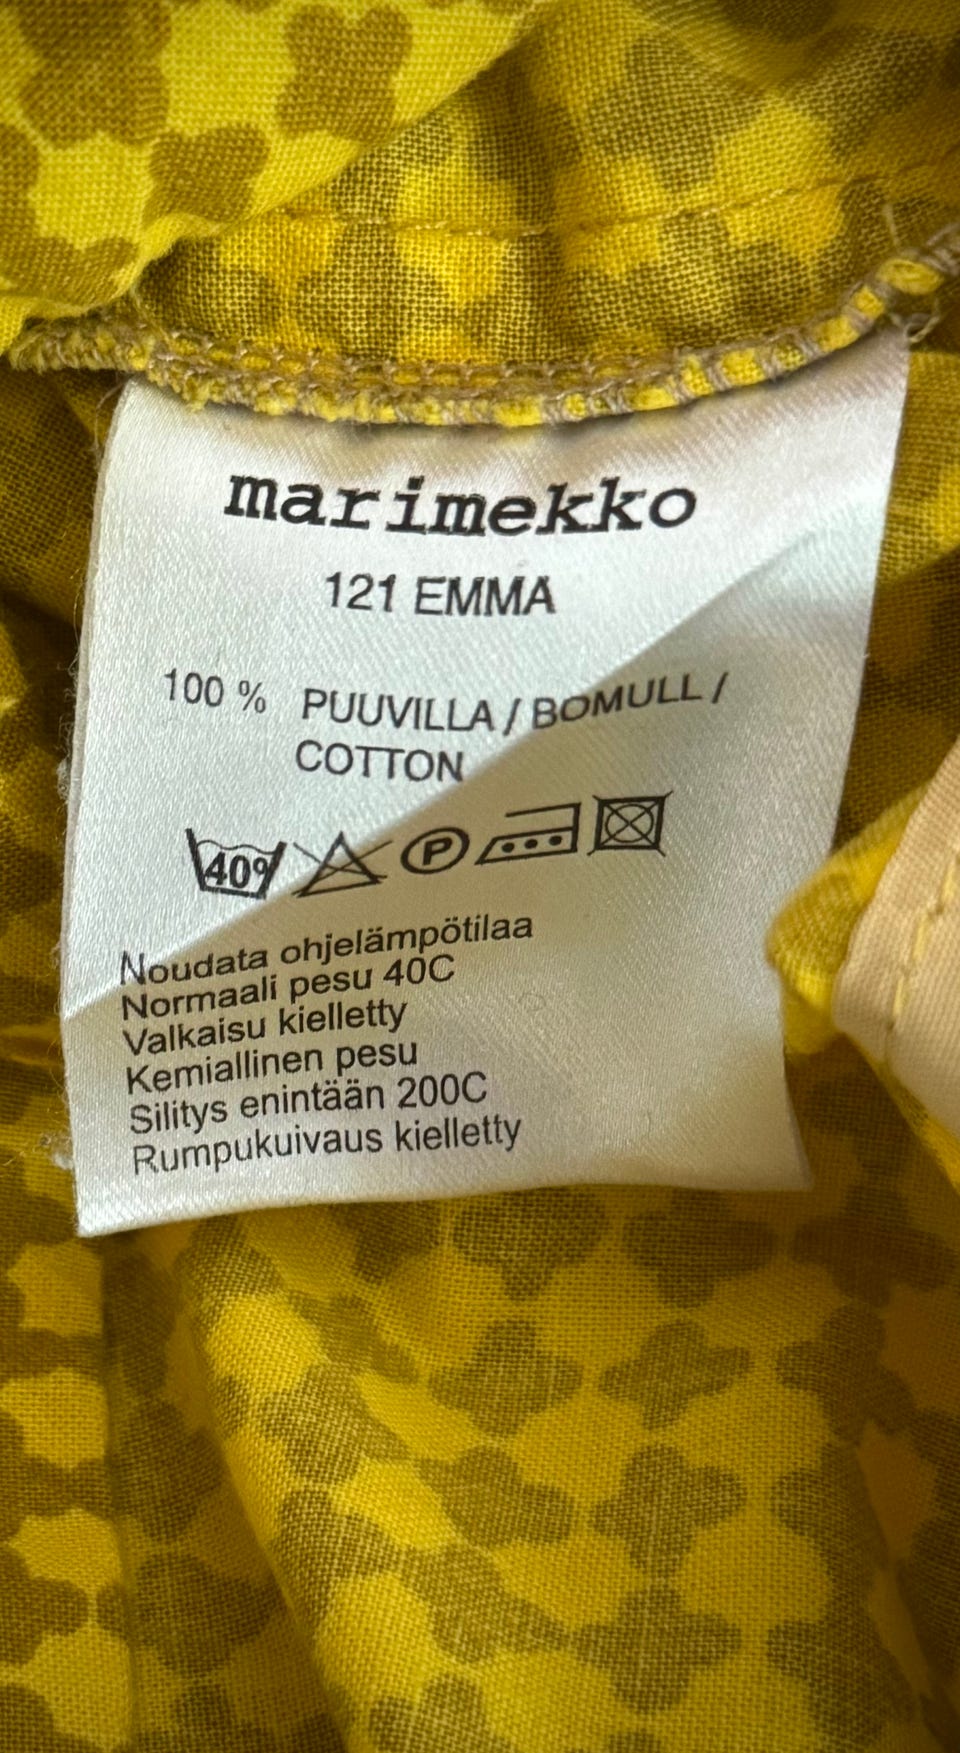 marimekko
121 EMMA
100 % PUUVILLA / BOMULL /
COTTON
40° P
Noudata ohjelämpötilaa
Normaali pesu 40C
Valkaisu kielletty
Kemiallinen pesu
Silitys enintään 200C
Rumpukuivaus kielletty